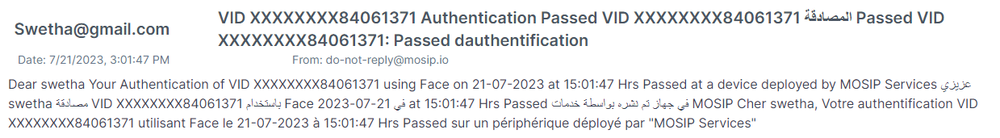 Swetha@gmail.com
VID XXXXXXXX84061371 Authentication Passed VID XXXXXXXX84061371 المصادقة Passed VID
XXXXXXXX84061371: Passed dauthentification
Date: 7/21/2023, 3:01:47 PM
From: do-not-reply@mosip.io
Dear swetha Your Authentication of VID XXXXXXXX84061371 using Face on 21-07-2023 at 15:01:47 Hrs Passed at a device deployed by MOSIP Services عزيزي
swetha مصادقة VID XXXXXXXX84061371 باستخدام Face في 21-07-2023 at 15:01:47 Hrs Passed في جهاز تم نشره بواسطة خدمات MOSIP Cher swetha, Votre authentification VID
XXXXXXXX84061371 utilisant Face le 21-07-2023 à 15:01:47 Hrs Passed sur un périphérique déployé par "MOSIP Services"